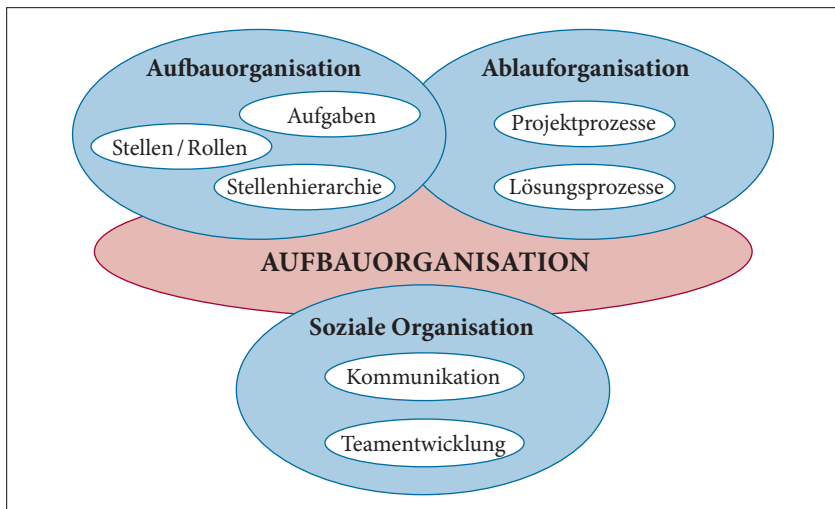 Aufbauorganisation
Aufgaben
Stellen / Rollen
Stellenhierarchie
Ablauforganisation
Projektprozesse
Lösungsprozesse
AUFBAUORGANISATION
Soziale Organisation
Kommunikation
Teamentwicklung